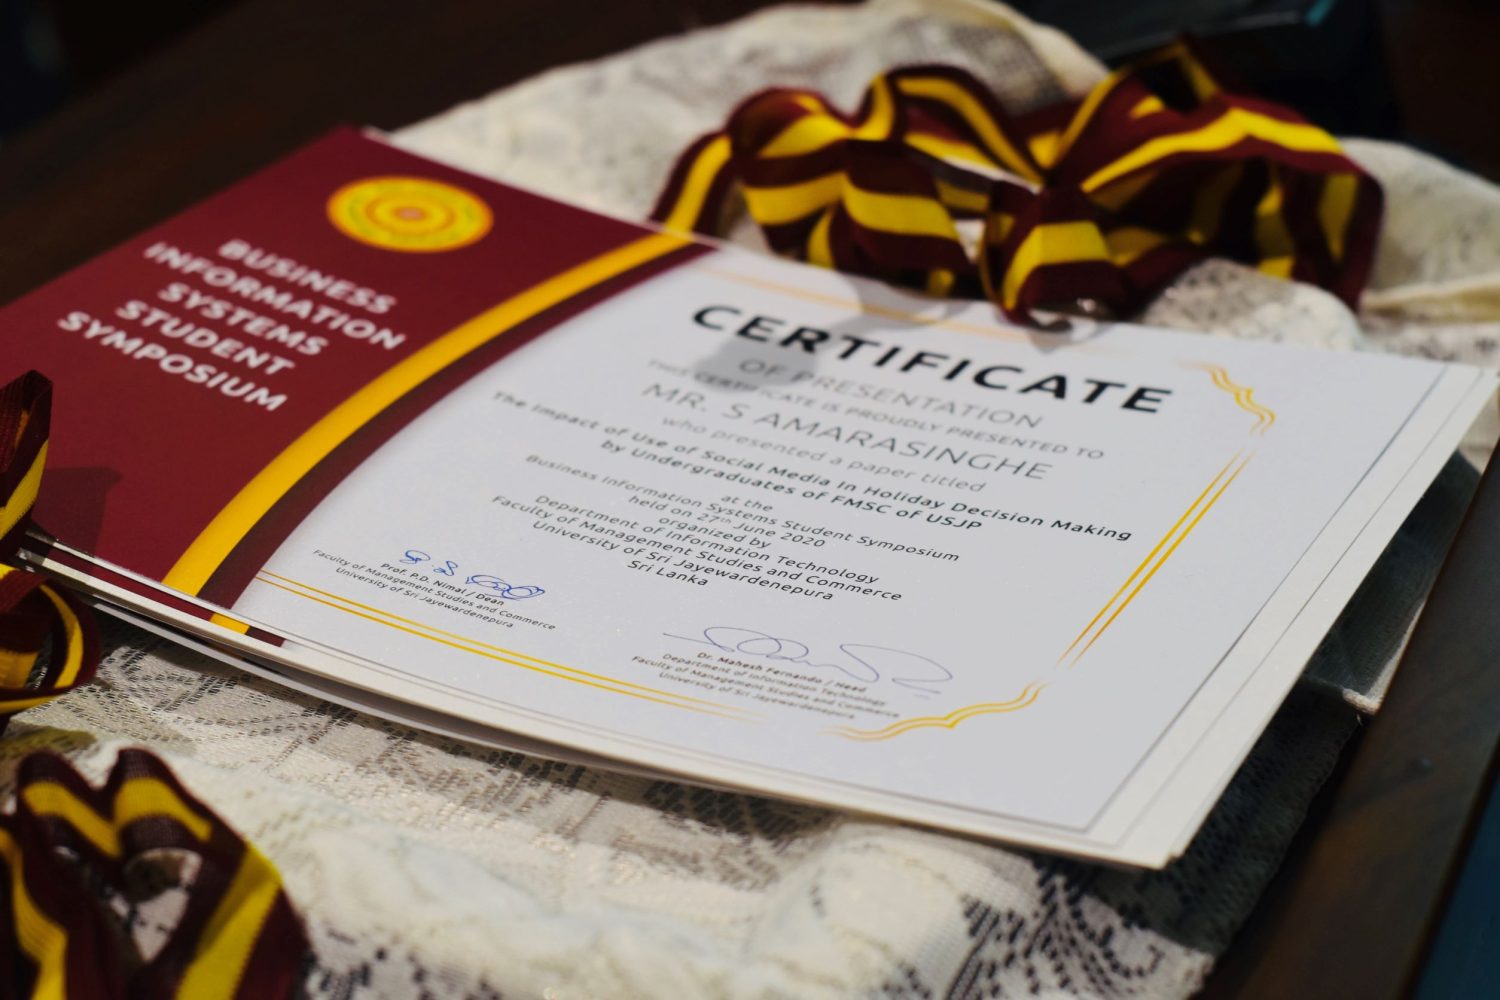 BUSINESS
INFORMATION
SYSTEMS
STUDENT
SYMPOSIUM
CERTIFICATE
OF PRESENTATION
THIS CERTIFICATE IS PROUDLY PRESENTED TO
MR. S AMARASINGHE
who presented a paper titled
The Impact of Use of Social Media In Holiday Decision Making
by Undergraduates of FMSC of USJP
at the
Business Information Systems Student Symposium
held on 27th June 2020
organized by
Department of Information Technology
Faculty of Management Studies and Commerce
University of Sri Jayewardenepura
Sri Lanka
Prof. P.D. Nimal / Dean
Faculty of Management Studies and Commerce
University of Sri Jayewardenepura
Dr. Mahesh Fernando / Head
Department of Information Technology
Faculty of Management Studies and Commerce
University of Sri Jayewardenepura